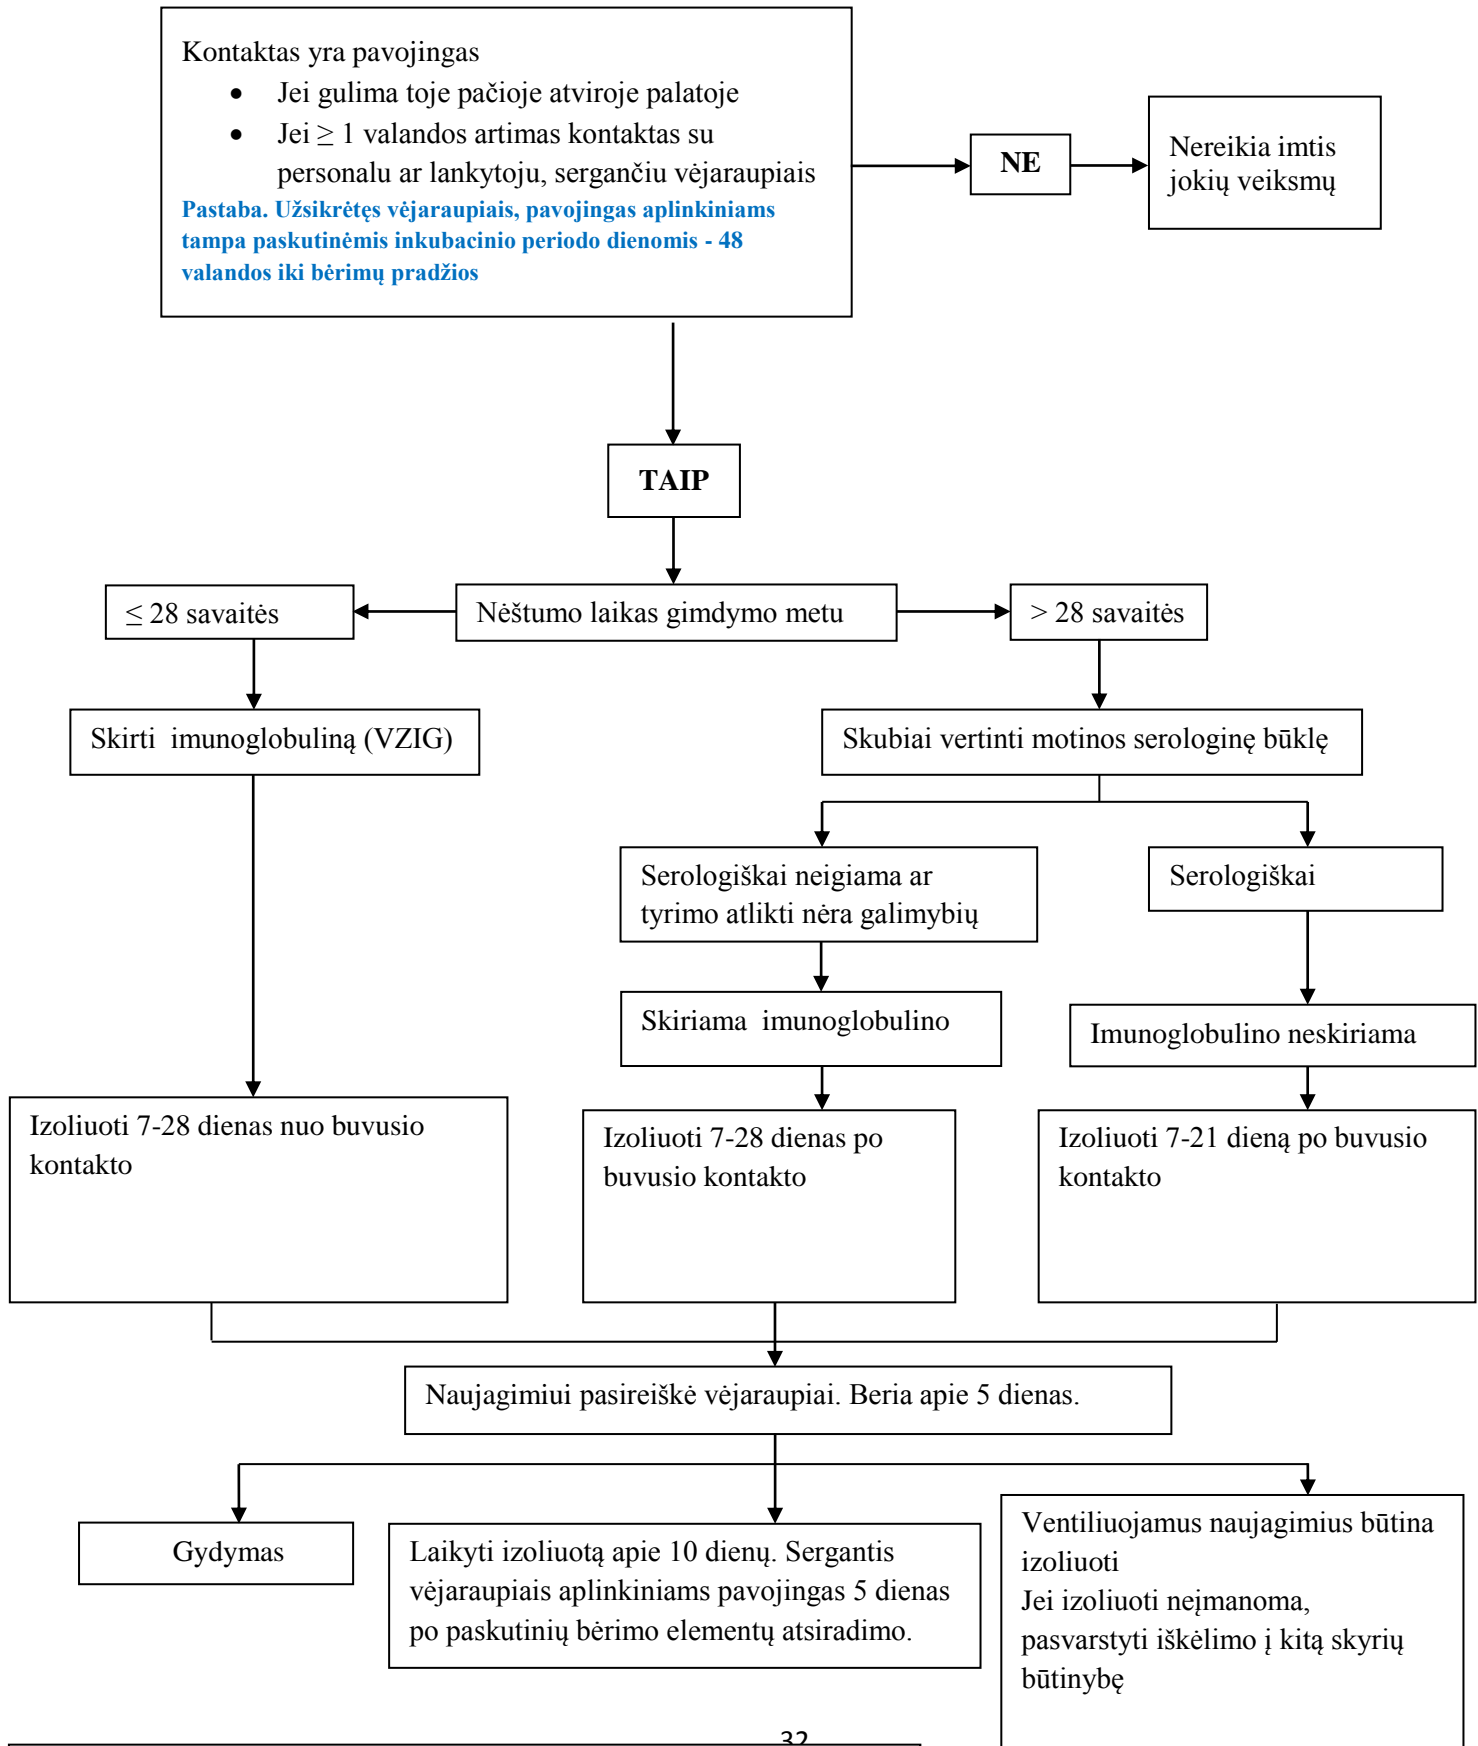 Kontaktas yra pavojingas
• Jei gulima toje pačioje atviroje palatoje
• Jei ≥ 1 valandos artimas kontaktas su
personalu ar lankytoju, sergančiu vėjaraupiais
Pastaba. Užsikrėtęs vėjaraupiais, pavojingas aplinkiniams
tampa paskutinėmis inkubacinio periodo dienomis - 48
valandos iki bėrimų pradžios
NE
Nereikia imtis
jokių veiksmų
TAIP
≤ 28 savaitės
Nėštumo laikas gimdymo metu
> 28 savaitės
Skirti imunoglobuliną (VZIG)
Skubiai vertinti motinos serologinę būklę
Serologiškai neigiama ar
tyrimo atlikti nėra galimybių
Serologiškai
Skiriama imunoglobulino
Imunoglobulino neskiriama
Izoliuoti 7-28 dienas nuo buvusio
kontakto
Izoliuoti 7-28 dienas po
buvusio kontakto
Izoliuoti 7-21 dieną po buvusio
kontakto
Naujagimiui pasireiškė vėjaraupiai. Beria apie 5 dienas.
Gydymas
Laikyti izoliuotą apie 10 dienų. Sergantis
vėjaraupiais aplinkiniams pavojingas 5 dienas
po paskutinių bėrimo elementų atsiradimo.
Ventiliuojamus naujagimius būtina
izoliuoti
Jei izoliuoti neįmanoma,
pasvarstyti iškėlimo į kitą skyrių
būtinybę
32